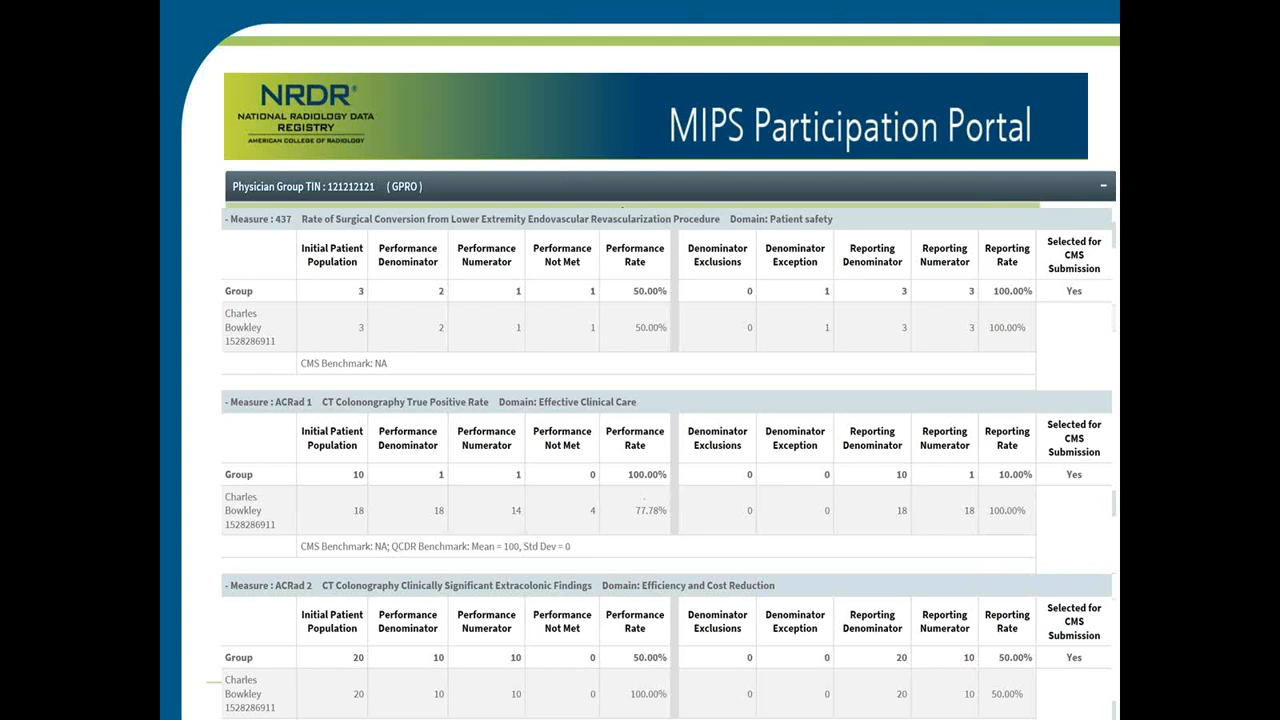 NRDR®
NATIONAL RADIOLOGY DATA
REGISTRY
AMERICAN COLLEGE OF RADIOLOGY
MIPS Participation Portal
Physician Group TIN : 121212121 ( GPRO ) −
- Measure : 437 Rate of Surgical Conversion from Lower Extremity Endovascular Revascularization Procedure Domain: Patient safety
Initial Patient Population Performance Denominator Performance Numerator Performance Not Met Performance Rate Denominator Exclusions Denominator Exception Reporting Denominator Reporting Numerator Reporting Rate Selected for CMS Submission
Group 3 2 1 1 50.00% 0 1 3 3 100.00% Yes
Charles Bowkley 1528286911 3 2 1 1 50.00% 0 1 3 3 100.00%
CMS Benchmark: NA
- Measure : ACRad 1 CT Colonongraphy True Positive Rate Domain: Effective Clinical Care
Initial Patient Population Performance Denominator Performance Numerator Performance Not Met Performance Rate Denominator Exclusions Denominator Exception Reporting Denominator Reporting Numerator Reporting Rate Selected for CMS Submission
Group 10 1 1 0 100.00% 0 0 10 1 10.00% Yes
Charles Bowkley 1528286911 18 18 14 4 77.78% 0 0 18 18 100.00%
CMS Benchmark: NA; QCDR Benchmark: Mean = 100, Std Dev = 0
- Measure : ACRad 2 CT Colonography Clinically Significant Extracolonic Findings Domain: Efficiency and Cost Reduction
Initial Patient Population Performance Denominator Performance Numerator Performance Not Met Performance Rate Denominator Exclusions Denominator Exception Reporting Denominator Reporting Numerator Reporting Rate Selected for CMS Submission
Group 20 10 10 0 50.00% 0 0 20 10 50.00% Yes
Charles Bowkley 1528286911 20 10 10 0 100.00% 0 0 20 10 50.00%